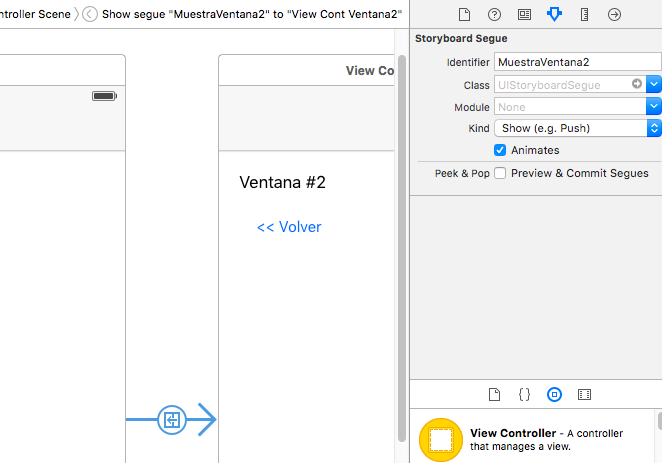 ntroller Scene
Show segue "MuestraVentana2" to "View Cont Ventana2"
View Co
Ventana #2
<< Volver
Storyboard Segue
Identifier MuestraVentana2
Class UIStoryboardSegue
Module None
Kind Show (e.g. Push)
Animates
Peek & Pop Preview & Commit Segues
{ }
View Controller - A controller
that manages a view.